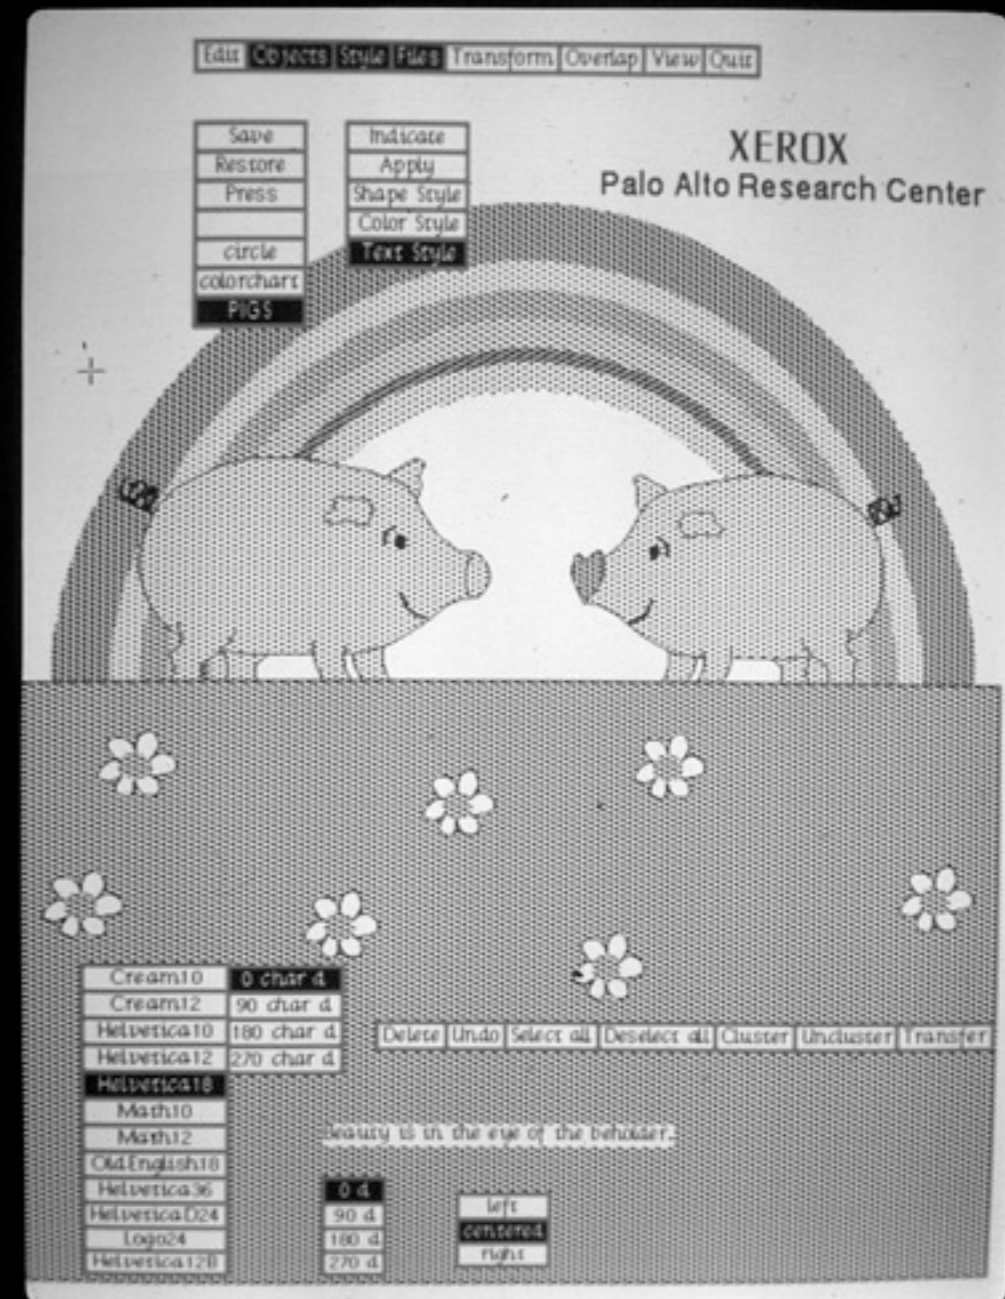 Edit Objects Style Files Transform Overlap View Quit
Save
Restore
Press
circle
colorchart
PIGS
Indicate
Apply
Shape Style
Color Style
Text Style
XEROX
Palo Alto Research Center
Cream10
Cream12
Helvetica10
Helvetica12
Helvetica18
Math10
Math12
OldEnglish18
Helvetica36
HelveticaD24
Logo24
Helvetica12B
0 char d
90 char d
180 char d
270 char d
Delete Undo Select all Deselect all Cluster Uncluster Transfer
Beauty is in the eye of the beholder.
0 d
90 d
180 d
270 d
left
centered
right